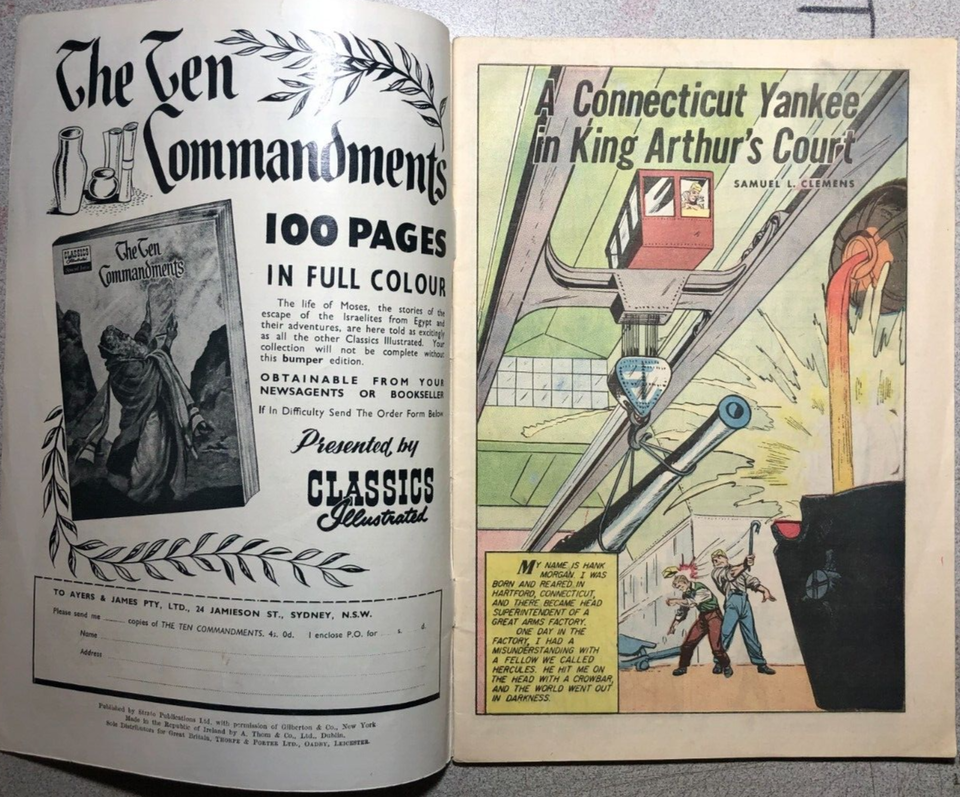 The Ten
Commandments
100 PAGES
IN FULL COLOUR
CLASSICS
Illustrated
The Ten
Commandments
The life of Moses, the stories of the
escape of the Israelites from Egypt and
their adventures, are here told as excitingly
as all the other Classics Illustrated. Your
collection will not be complete without
this bumper edition.
OBTAINABLE FROM YOUR
NEWSAGENTS OR BOOKSELLER
If In Difficulty Send The Order Form Below
Presented by
CLASSICS
Illustrated
TO AYERS & JAMES PTY, LTD., 24 JAMIESON ST., SYDNEY, N.S.W.
Please send me copies of THE TEN COMMANDMENTS. 4s. 0d. I enclose P.O. for s. d.
Name
Address
Published by Strato Publications Ltd. with permission of Gilberton & Co., New York
Made in the Republic of Ireland by A. Thom & Co., Ltd., Dublin.
Sole Distributors for Great Britain, THORPE & PORTER LTD., OADBY, LEICESTER.
A Connecticut Yankee
in King Arthur's Court
SAMUEL L. CLEMENS
MY NAME IS HANK
MORGAN. I WAS
BORN AND REARED IN
HARTFORD, CONNECTICUT,
AND THERE BECAME HEAD
SUPERINTENDENT OF A
GREAT ARMS FACTORY.
ONE DAY IN THE
FACTORY, I HAD A
MISUNDERSTANDING WITH
A FELLOW WE CALLED
HERCULES. HE HIT ME ON
THE HEAD WITH A CROWBAR,
AND THE WORLD WENT OUT
IN DARKNESS.